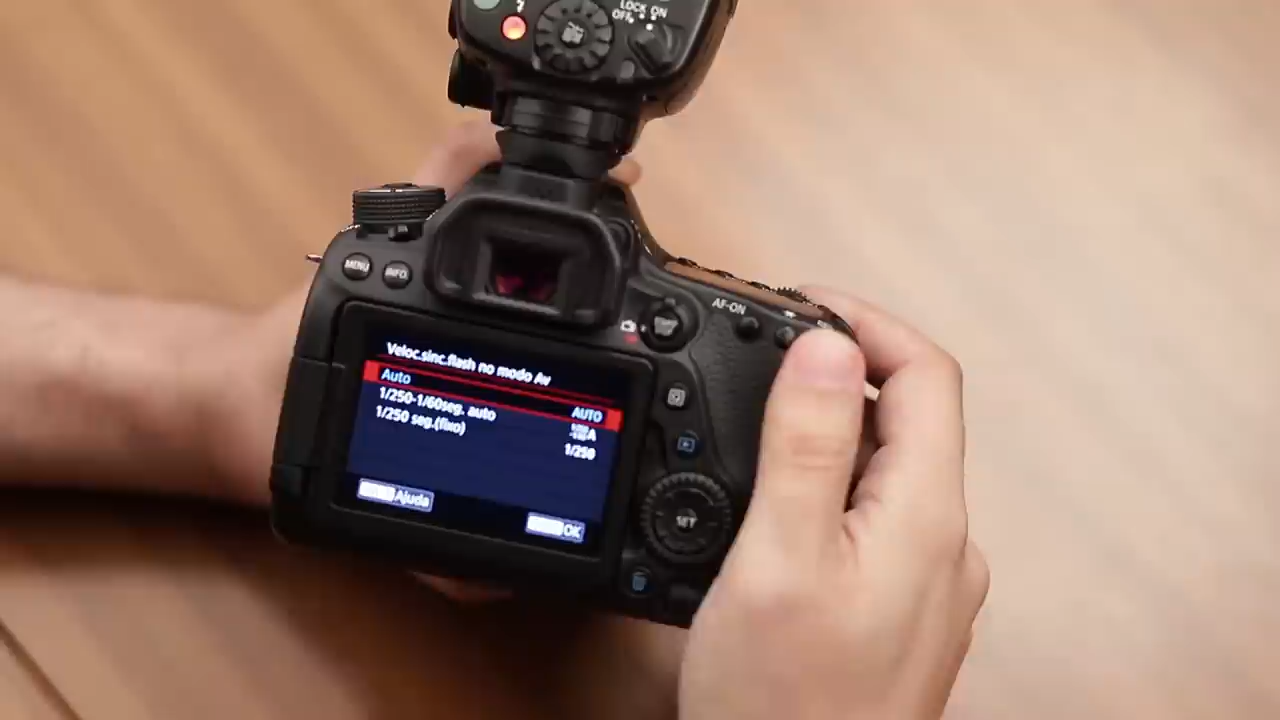 LOCK ON
OFF
MENU
INFO
AF-ON
Veloc.sinc.flash no modo Av
Auto
AUTO
1/250-1/60seg. auto
A
1/250 seg.(fixo)
1/250
Ajuda
OK
SET